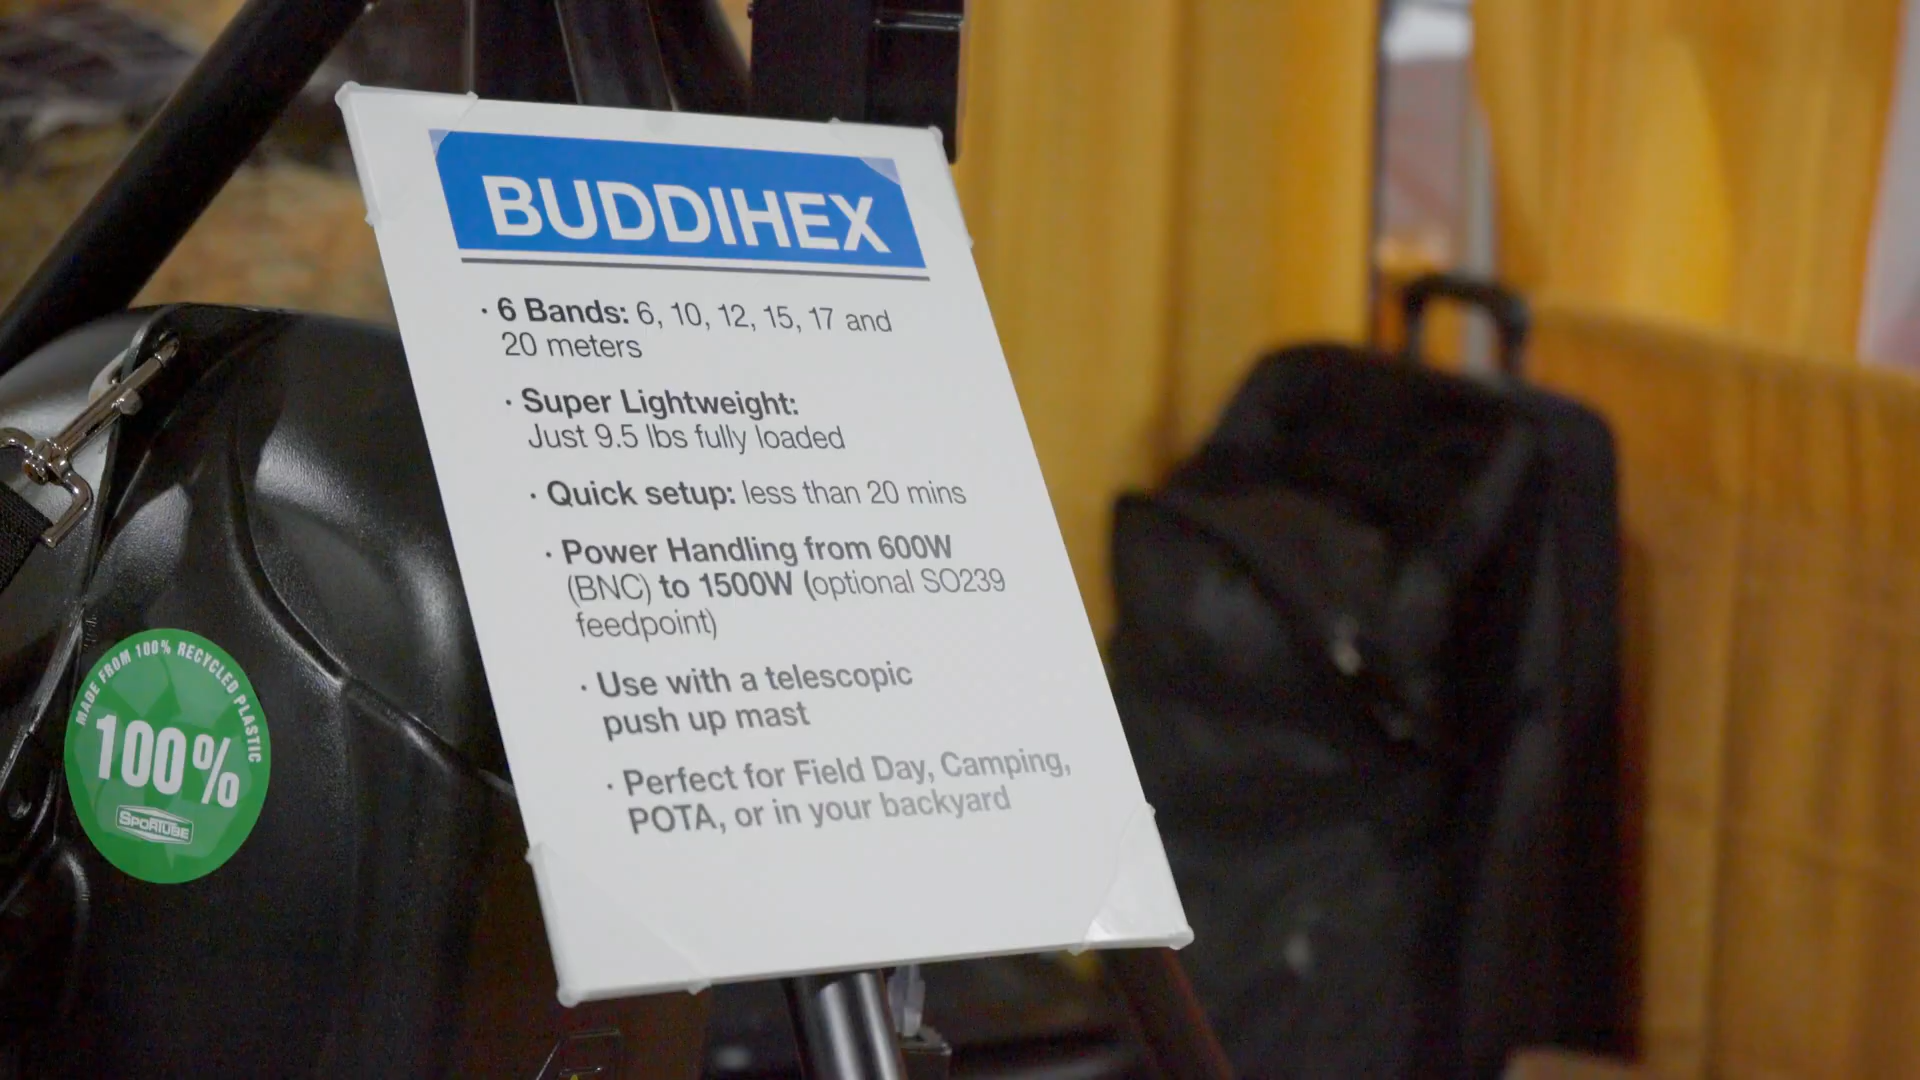 BUDDIHEX
· 6 Bands: 6, 10, 12, 15, 17 and
20 meters
· Super Lightweight:
Just 9.5 lbs fully loaded
· Quick setup: less than 20 mins
· Power Handling from 600W
(BNC) to 1500W (optional SO239
feedpoint)
· Use with a telescopic
push up mast
· Perfect for Field Day, Camping,
POTA, or in your backyard
MADE FROM 100% RECYCLED PLASTIC
100%
SPORTUBE